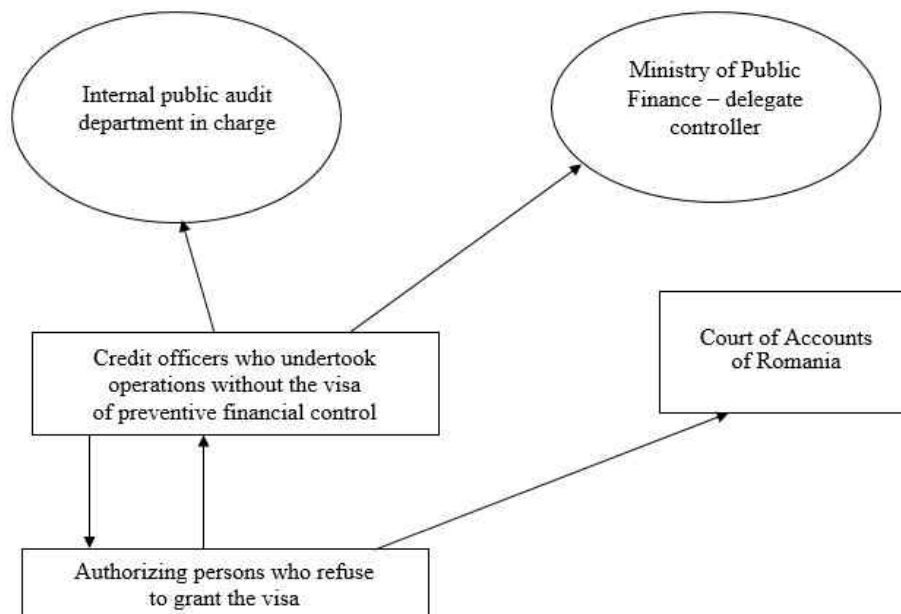 Internal public audit
department in charge
Ministry of Public
Finance – delegate
controller
Credit officers who undertook
operations without the visa
of preventive financial control
Court of Accounts
of Romania
Authorizing persons who refuse
to grant the visa